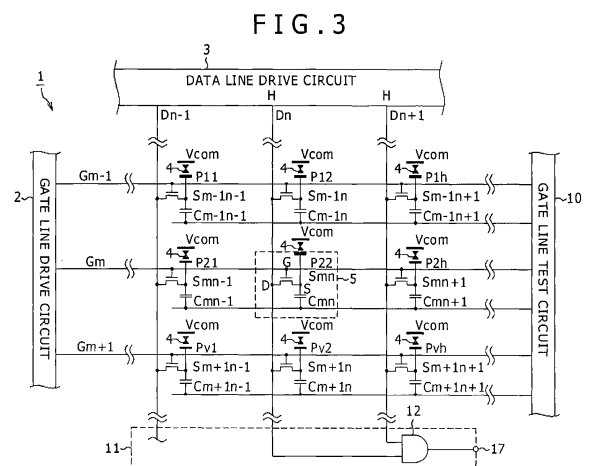 FIG.3
3
1
DATA LINE DRIVE CIRCUIT
H H
Dn-1 Dn Dn+1
Vcom Vcom Vcom
4 P11 4 P12 4 P1h
Gm-1
2 10
Sm-1n-1 Sm-1n Sm-1n+1
Cm-1n-1 Cm-1n Cm-1n+1
GATE LINE DRIVE CIRCUIT
GATE LINE TEST CIRCUIT
Vcom Vcom Vcom
4 P21 4 P22 4 P2h
Gm G
Smn-1 D S Smn 5 Smn+1
Cmn-1 Cmn Cmn+1
Vcom Vcom Vcom
4 Pv1 4 Pv2 4 Pvh
Gm+1
Sm+1n-1 Sm+1n Sm+1n+1
Cm+1n-1 Cm+1n Cm+1n+1
12
11 17